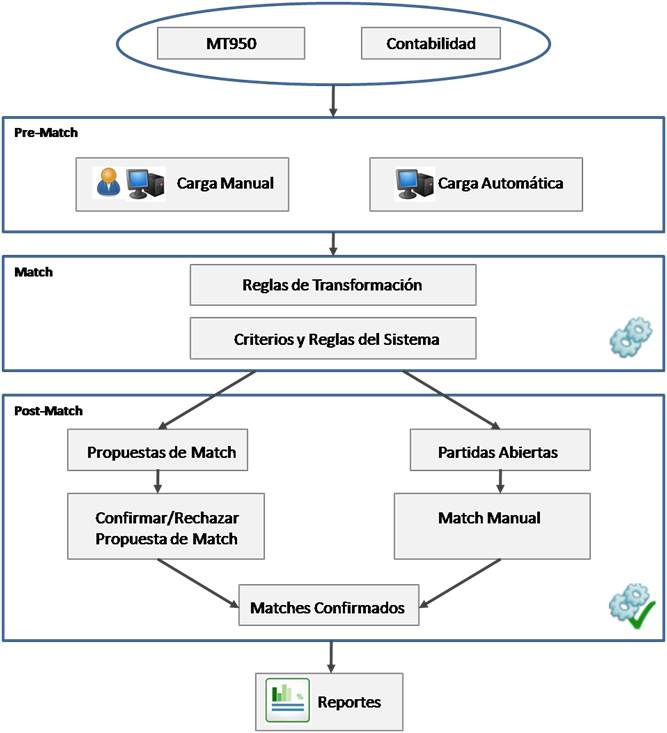 MT950
Contabilidad
Pre-Match
Carga Manual
Carga Automática
Match
Reglas de Transformación
Criterios y Reglas del Sistema
Post-Match
Propuestas de Match
Partidas Abiertas
Confirmar/Rechazar
Propuesta de Match
Match Manual
Matches Confirmados
%
Reportes